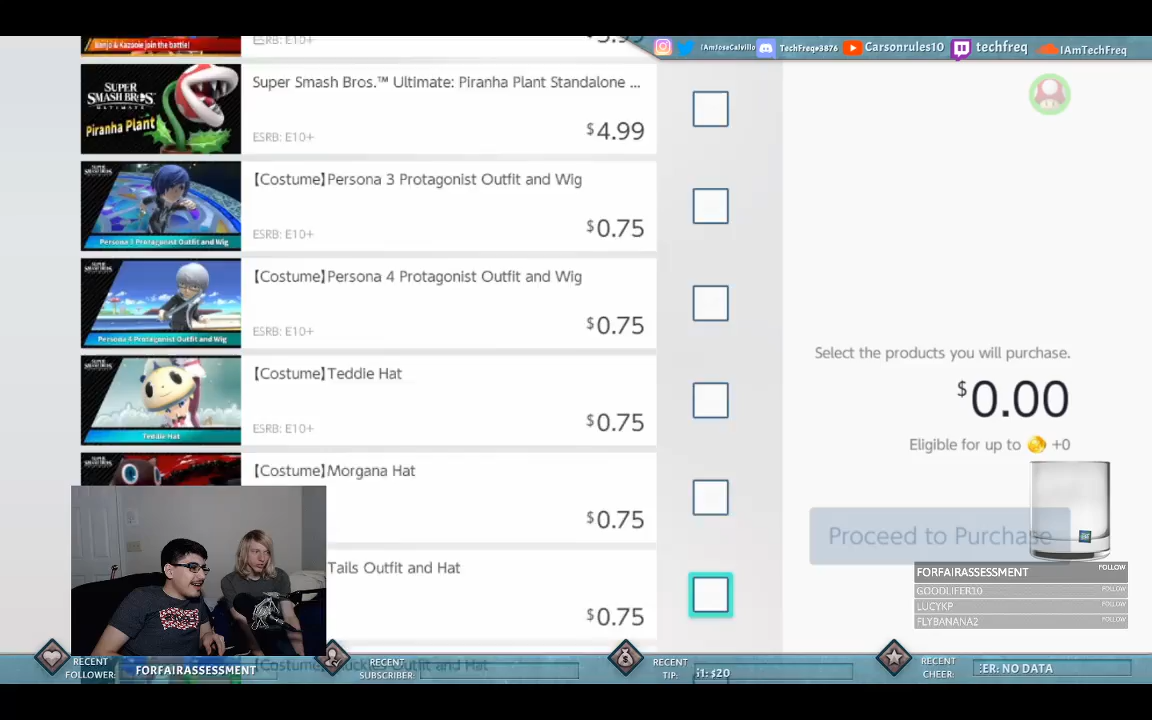 Banjo & Kazooie join the battle!
ESRB: E10+
(IAmJoseCalvillo
TechFreq#3876
Carsonrules10
techfreq
IAmTechFreq
SUPER
SMASH BROS.
ULTIMATE
Piranha Plant
Super Smash Bros.™ Ultimate: Piranha Plant Standalone ...
ESRB: E10+
$4.99
Persona 3 Protagonist Outfit and Wig
【Costume】Persona 3 Protagonist Outfit and Wig
ESRB: E10+
$0.75
Persona 4 Protagonist Outfit and Wig
【Costume】Persona 4 Protagonist Outfit and Wig
ESRB: E10+
$0.75
Teddie Hat
【Costume】Teddie Hat
ESRB: E10+
$0.75
【Costume】Morgana Hat
$0.75
Tails Outfit and Hat
$0.75
Outfit and Hat
Select the products you will purchase.
$0.00
Eligible for up to +0
Proceed to Purchase
FORFAIRASSESSMENT FOLLOW
GOODLIFER10 FOLLOW
LUCYKP FOLLOW
FLYBANANA2 FOLLOW
RECENT
FOLLOWER:
FORFAIRASSESSMENT
RECENT
SUBSCRIBER:
RECENT
TIP:
i1: $20
RECENT
CHEER:
ER: NO DATA